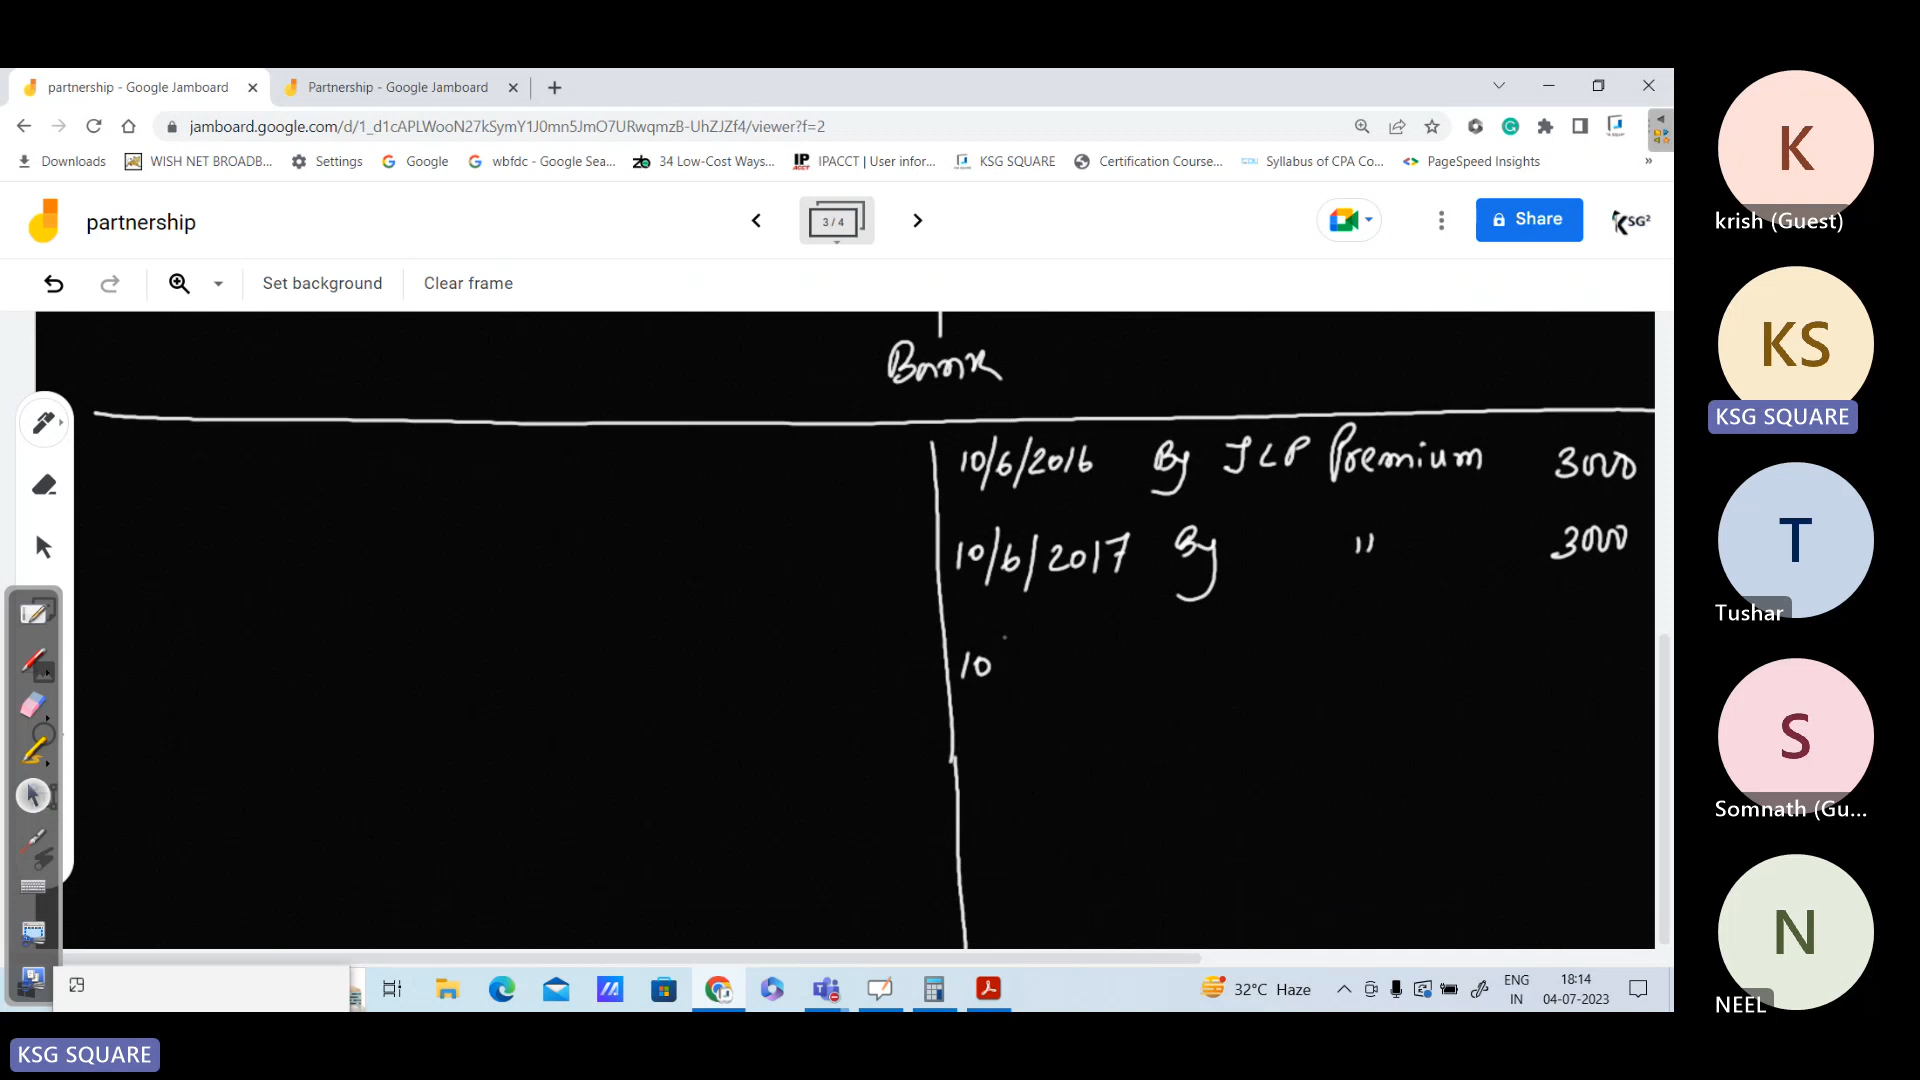 partnership - Google Jamboard
Partnership - Google Jamboard
jamboard.google.com/d/1_d1cAPLWooN27kSymY1J0mn5JmO7URwqmzB-UhZJZf4/viewer?f=2
Downloads
WISH NET BROADB...
Settings
Google
wbfdc - Google Sea...
34 Low-Cost Ways...
IPACCT | User infor...
KSG SQUARE
Certification Course...
Syllabus of CPA Co...
PageSpeed Insights
partnership
3 / 4
Share
KSG²
Set background
Clear frame
Bank
10/6/2016 By JLP Premium 3000
10/6/2017 By " 3000
10
32°C Haze
ENG
IN
18:14
04-07-2023
K
krish (Guest)
KS
KSG SQUARE
T
Tushar
S
Somnath (Gu...
N
NEEL
KSG SQUARE